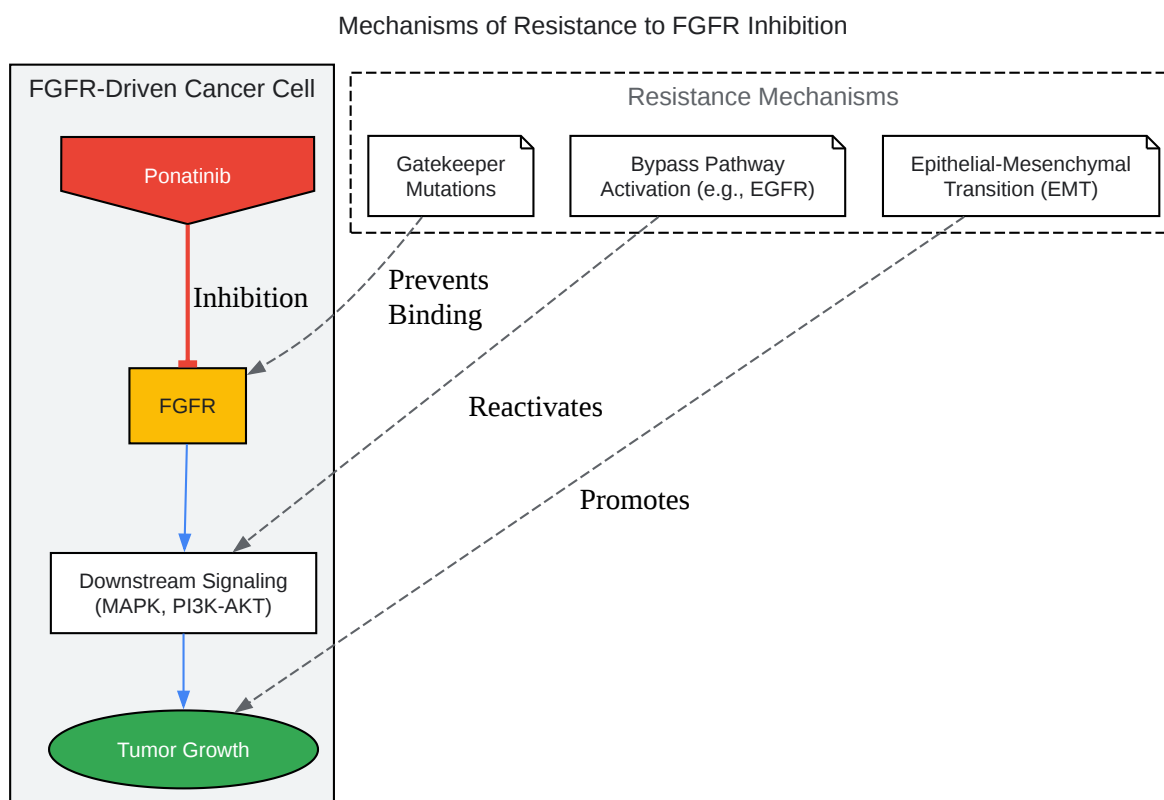 Mechanisms of Resistance to FGFR Inhibition
FGFR-Driven Cancer Cell
Resistance Mechanisms
Ponatinib
Gatekeeper
Mutations
Bypass Pathway
Activation (e.g., EGFR)
Epithelial-Mesenchymal
Transition (EMT)
Inhibition
Prevents
Binding
FGFR
Reactivates
Promotes
Downstream Signaling
(MAPK, PI3K-AKT)
Tumor Growth